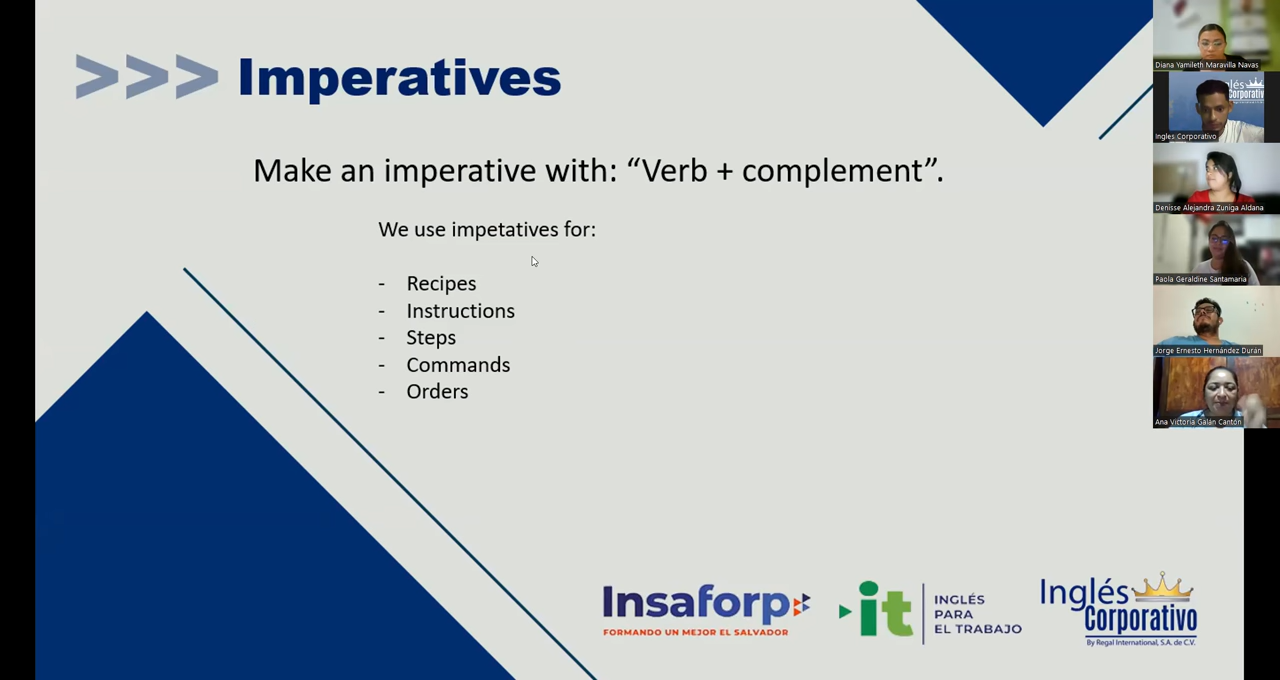 >>> Imperatives
Make an imperative with: “Verb + complement”.
We use impetatives for:
- Recipes
- Instructions
- Steps
- Commands
- Orders
Insaforp
FORMANDO UN MEJOR EL SALVADOR
it
INGLÉS
PARA
EL TRABAJO
Inglés
Corporativo
By Regal International, S.A. de C.V.
Diana Yamileth Maravilla Navas
Corporativo
Ingles Corporativo
Denisse Alejandra Zuniga Aldana
Paola Geraldine Santamaria
Jorge Ernesto Hernández Durán
Ana Victoria Galán Cantón